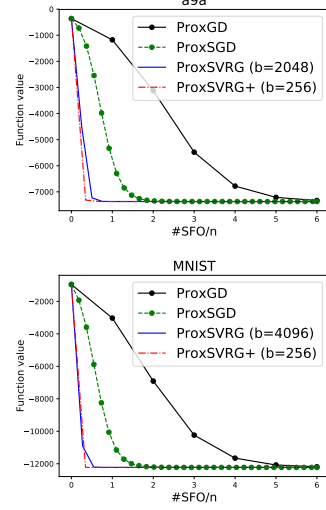 a9a
0
−1000
−2000
−3000
−4000
−5000
−6000
−7000
Function value
ProxGD
ProxSGD
ProxSVRG (b=2048)
ProxSVRG+ (b=256)
0 1 2 3 4 5 6
#SFO/n
MNIST
−2000
−4000
−6000
−8000
−10000
−12000
Function value
ProxGD
ProxSGD
ProxSVRG (b=4096)
ProxSVRG+ (b=256)
0 1 2 3 4 5 6
#SFO/n